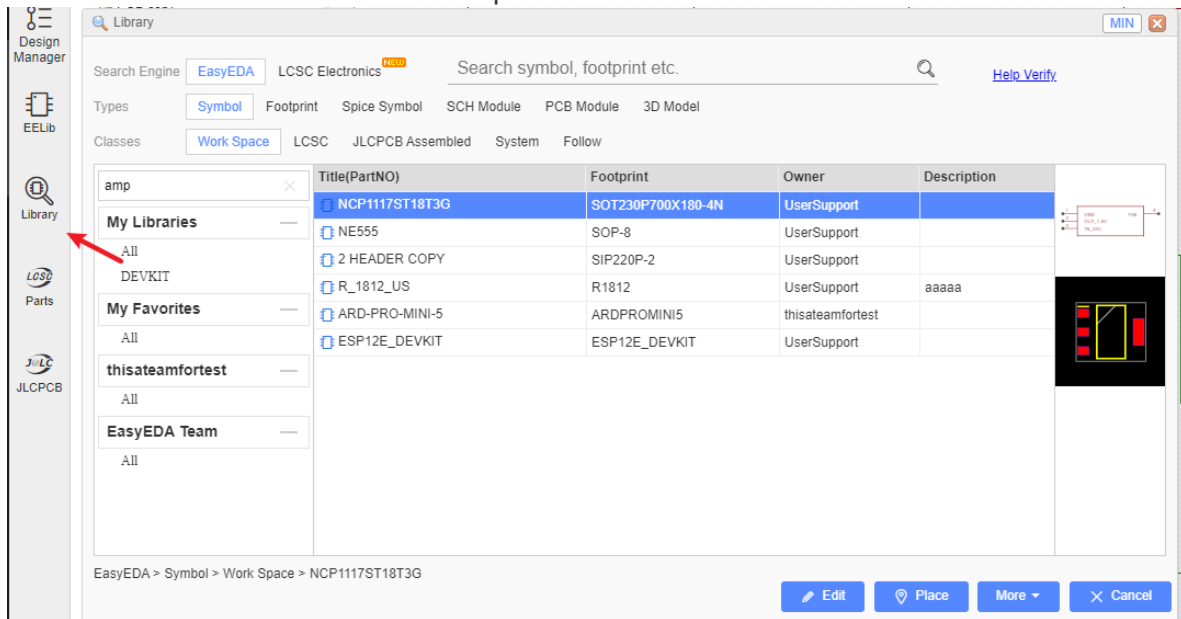 Library
MIN
Design
Manager
Search Engine EasyEDA LCSC Electronics NEW Search symbol, footprint etc. Help Verify
Types Symbol Footprint Spice Symbol SCH Module PCB Module 3D Model
EELib
Classes Work Space LCSC JLCPCB Assembled System Follow
Library
LCSC
Parts
J@LC
JLCPCB
amp
My Libraries
All
DEVKIT
My Favorites
All
thisateamfortest
All
EasyEDA Team
All
Title(PartNO) Footprint Owner Description
NCP1117ST18T3G SOT230P700X180-4N UserSupport
NE555 SOP-8 UserSupport
2 HEADER COPY SIP220P-2 UserSupport
R_1812_US R1812 UserSupport aaaaa
ARD-PRO-MINI-5 ARDPROMINI5 thisateamfortest
ESP12E_DEVKIT ESP12E_DEVKIT UserSupport
EasyEDA > Symbol > Work Space > NCP1117ST18T3G
Edit Place More Cancel